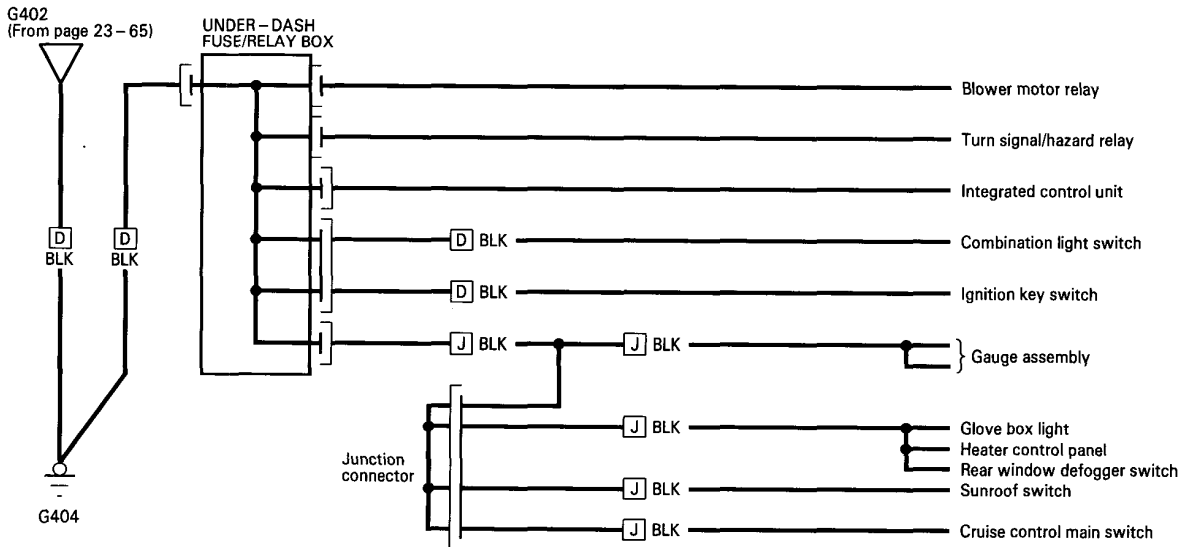 G402
(From page 23–65)
UNDER–DASH
FUSE/RELAY BOX
Blower motor relay
Turn signal/hazard relay
Integrated control unit
D
BLK
D
BLK
D BLK
Combination light switch
D BLK
Ignition key switch
J BLK
J BLK
Gauge assembly
J BLK
Glove box light
Heater control panel
Rear window defogger switch
Junction
connector
J BLK
Sunroof switch
J BLK
Cruise control main switch
G404